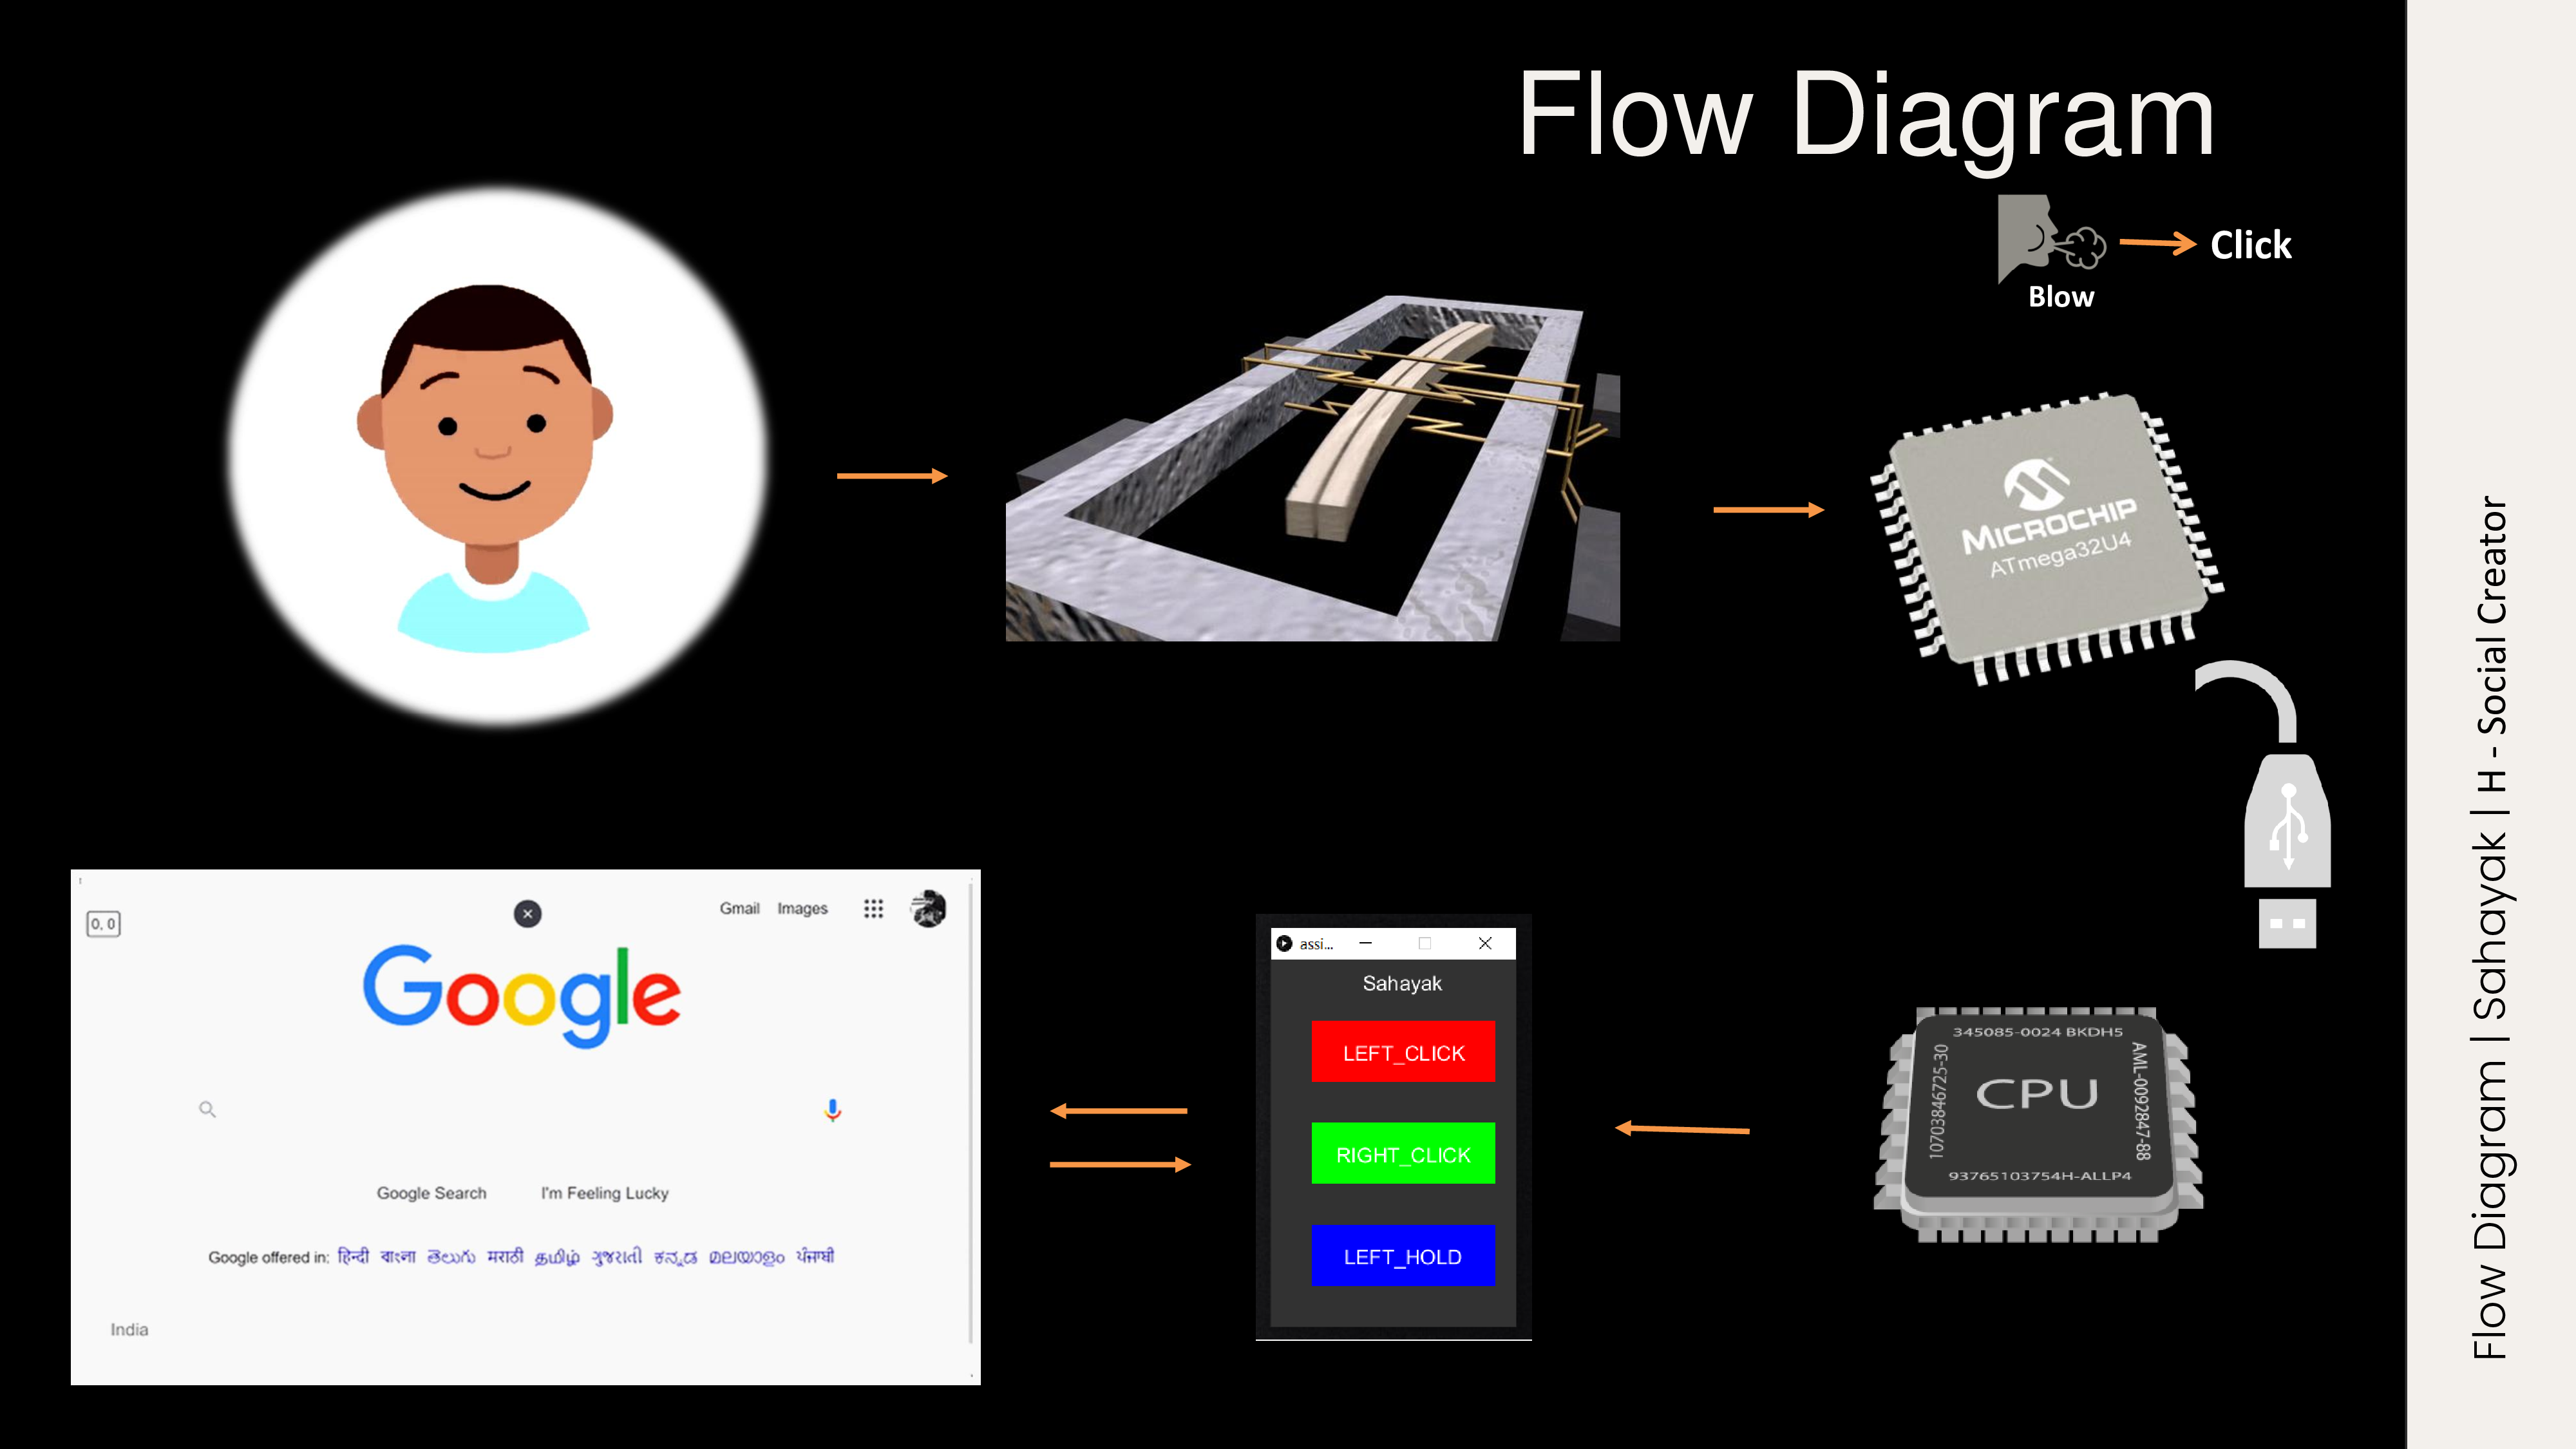 Flow Diagram
Click
Blow
MICROCHIP
ATmega32U4
0, 0
Gmail Images
Google
Google Search I'm Feeling Lucky
Google offered in: हिन्दी বাংলা తెలుగు मराठी தமிழ் ગુજરાતી ಕನ್ನಡ മലയാളം ਪੰਜਾਬੀ
India
assi...
Sahayak
LEFT_CLICK
RIGHT_CLICK
LEFT_HOLD
345085-0024 BKDH5
10703846725-30
CPU
AML-0092847-88
93765103754H-ALLP4
Flow Diagram | Sahayak | H - Social Creator